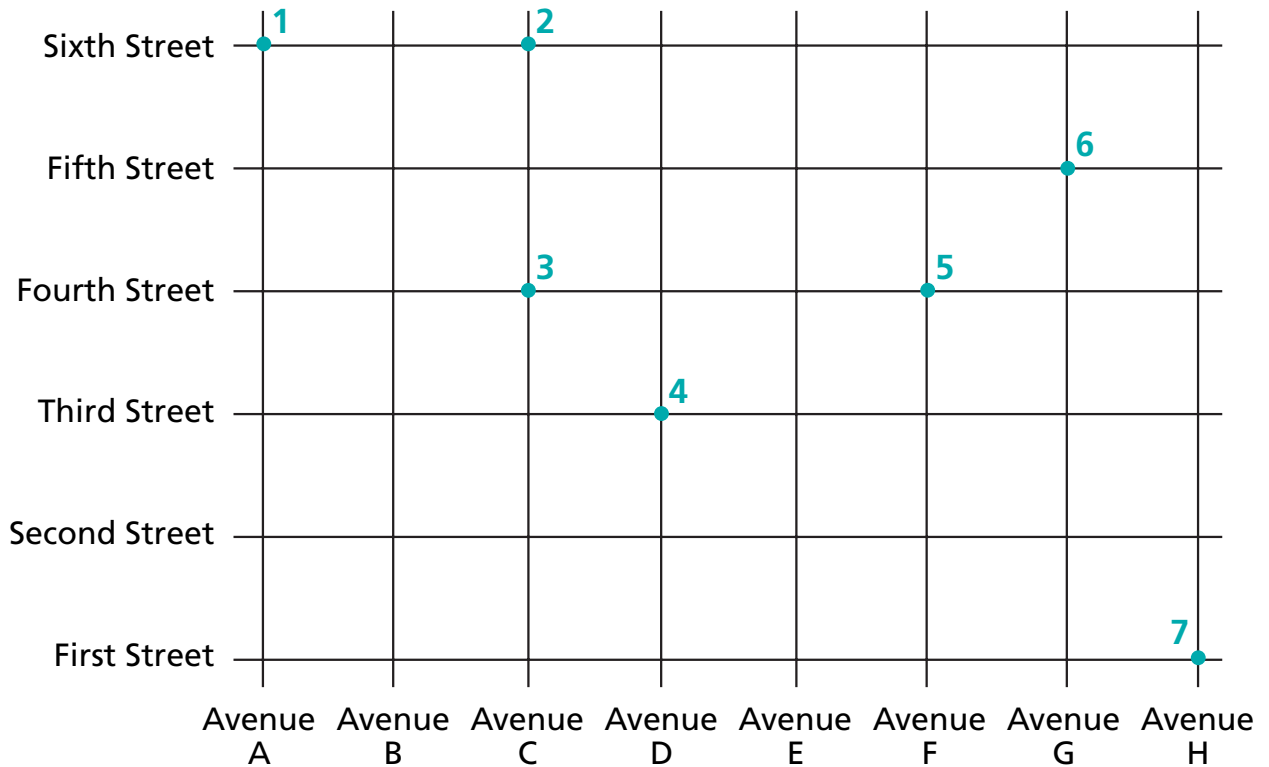 1
2
Sixth Street
6
Fifth Street
3
5
Fourth Street
4
Third Street
Second Street
7
First Street
Avenue A
Avenue B
Avenue C
Avenue D
Avenue E
Avenue F
Avenue G
Avenue H